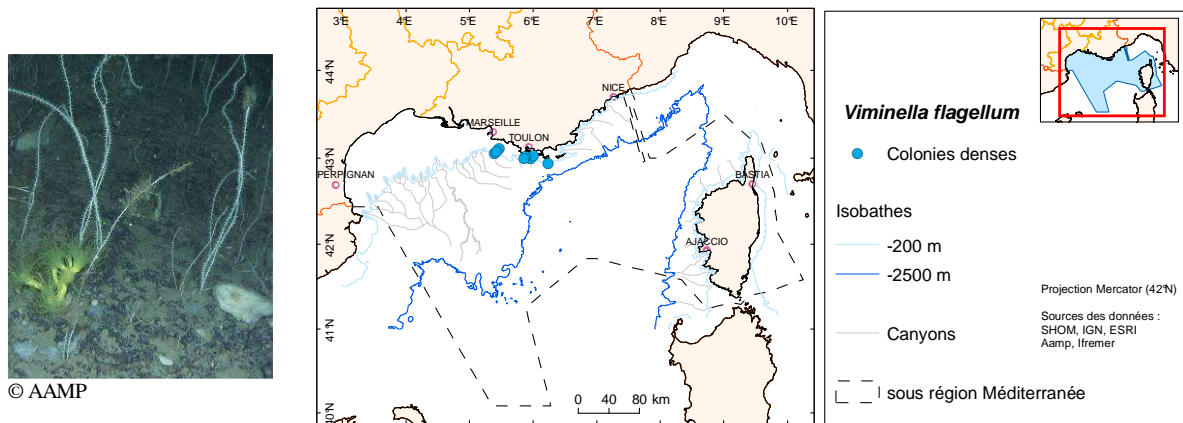 © AAMP
2°E 3°E 4°E 5°E 6°E 7°E 8°E 9°E 10°E
44°N
43°N
42°N
41°N
40°N
NICE
MARSEILLE
TOULON
PERPIGNAN
BASTIA
AJACCIO
0 40 80 km
Viminella flagellum
Colonies denses
Isobathes
-200 m
-2500 m
Canyons
sous région Méditerranée
Projection Mercator (42°N)
Sources des données :
SHOM, IGN, ESRI
Aamp, Ifremer